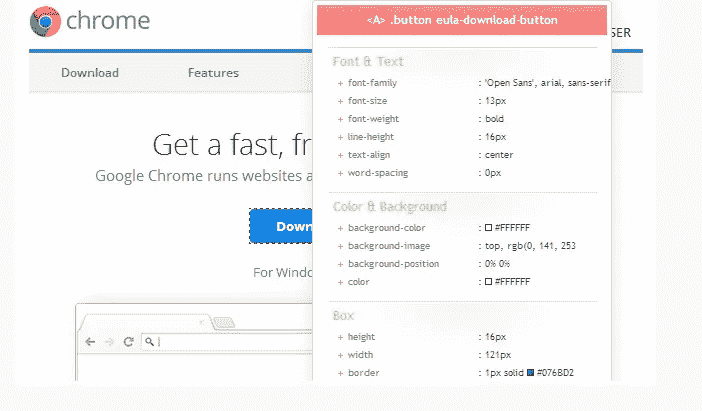 chrome
<A> .button eula-download-button
SER
Download Features
Font & Text
+ font-family : 'Open Sans', arial, sans-serif
+ font-size : 13px
+ font-weight : bold
+ line-height : 16px
+ text-align : center
+ word-spacing : 0px
Get a fast, fr
Google Chrome runs websites a
Color & Background
Down
+ background-color : #FFFFFF
+ background-image : top, rgb(0, 141, 253
+ background-position : 0% 0%
For Windo
+ color : #FFFFFF
Box
+ height : 16px
+ width : 121px
+ border : 1px solid #076BD2